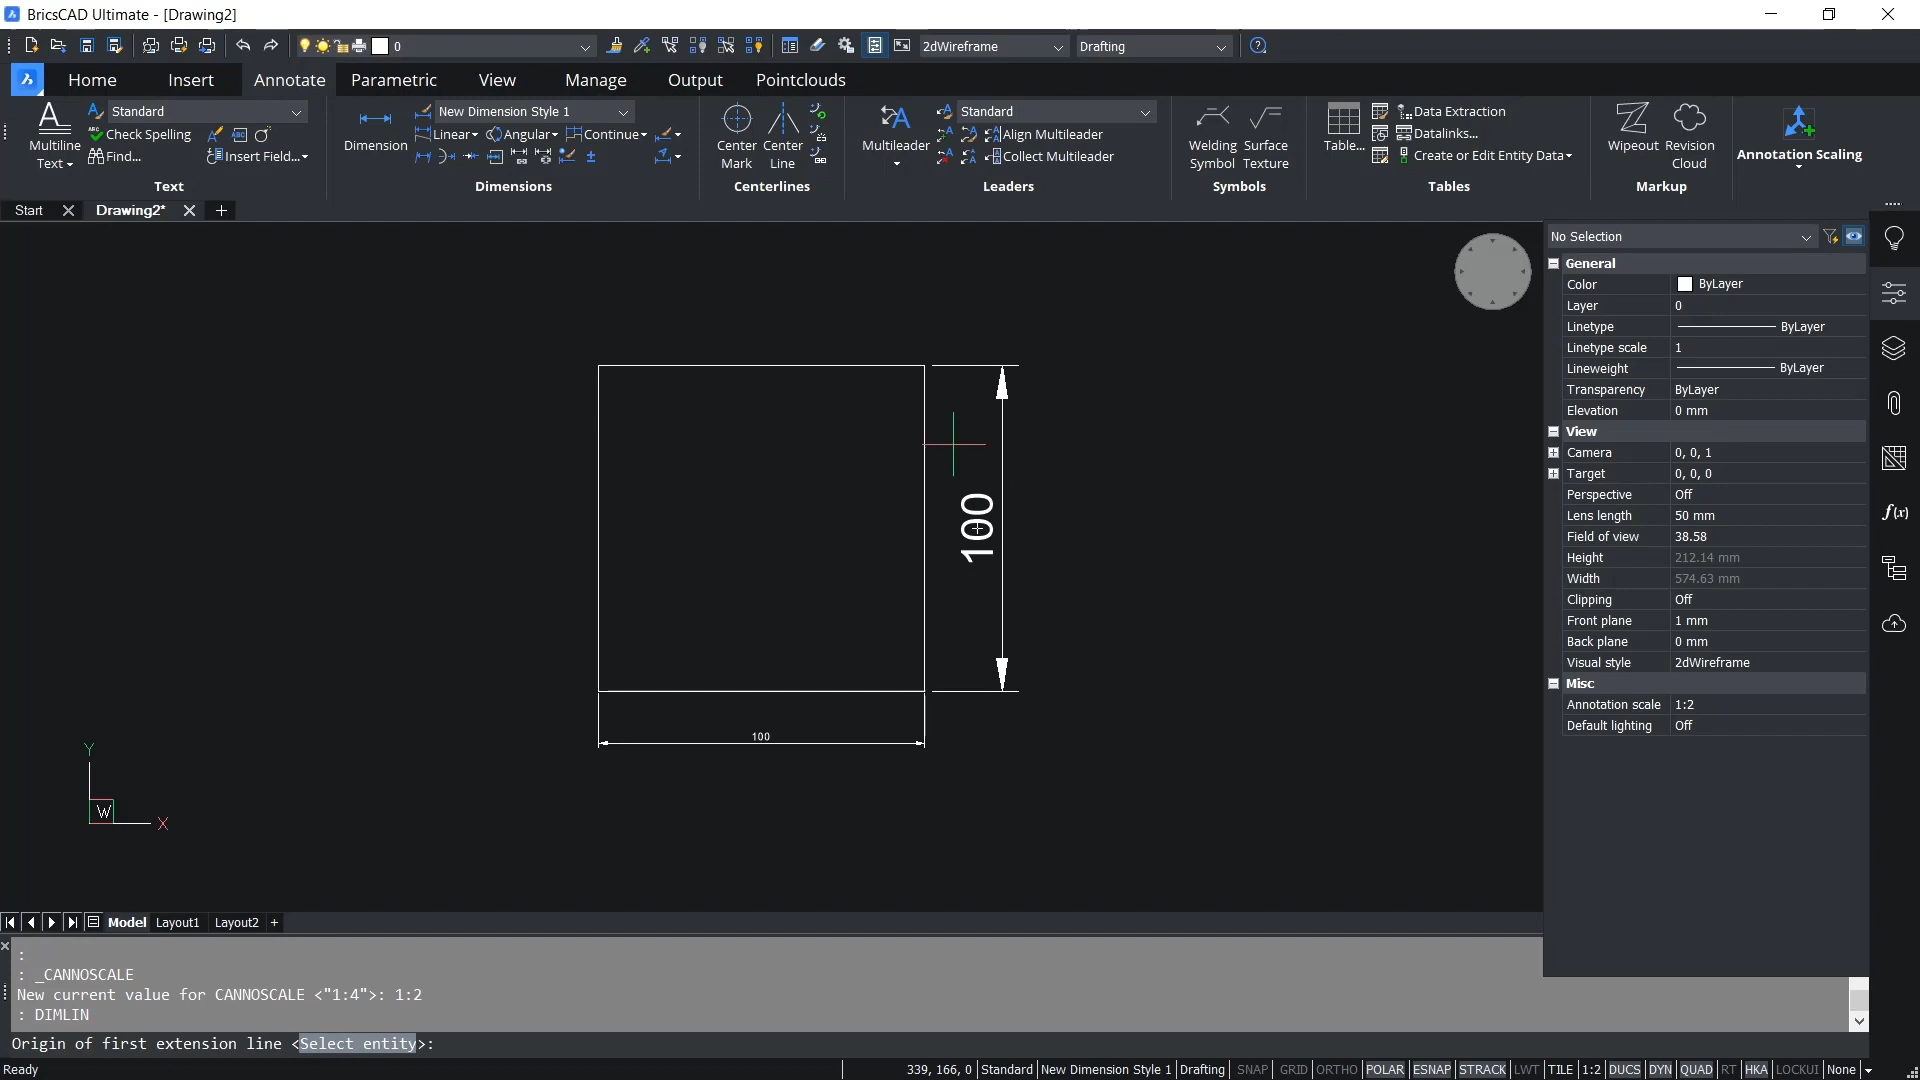 BricsCAD Ultimate - [Drawing2]
0
2dWireframe
Drafting
Home
Insert
Annotate
Parametric
View
Manage
Output
Pointclouds
Multiline
Text
Standard
Check Spelling
Find...
Insert Field...
Text
Dimension
New Dimension Style 1
Linear
Angular
Continue
Dimensions
Center
Mark
Center
Line
Centerlines
Multileader
Standard
Align Multileader
Collect Multileader
Leaders
Welding
Symbol
Surface
Texture
Symbols
Table...
Data Extraction
Datalinks...
Create or Edit Entity Data
Tables
Wipeout
Revision
Cloud
Markup
Annotation Scaling
Start
Drawing2*
No Selection
General
Color ByLayer
Layer 0
Linetype ByLayer
Linetype scale 1
Lineweight ByLayer
Transparency ByLayer
Elevation 0 mm
View
Camera 0, 0, 1
Target 0, 0, 0
Perspective Off
Lens length 50 mm
Field of view 38.58
Height 212.14 mm
Width 574.63 mm
Clipping Off
Front plane 1 mm
Back plane 0 mm
Visual style 2dWireframe
Misc
Annotation scale 1:2
Default lighting Off
f(x)
100
100
Y
W
X
Model
Layout1
Layout2
:
: _CANNOSCALE
New current value for CANNOSCALE <"1:4">: 1:2
: DIMLIN
Origin of first extension line <Select entity>:
Ready
339, 166, 0 Standard New Dimension Style 1 Drafting SNAP GRID ORTHO POLAR ESNAP STRACK LWT TILE 1:2 DUCS DYN QUAD RT HKA LOCKUI None